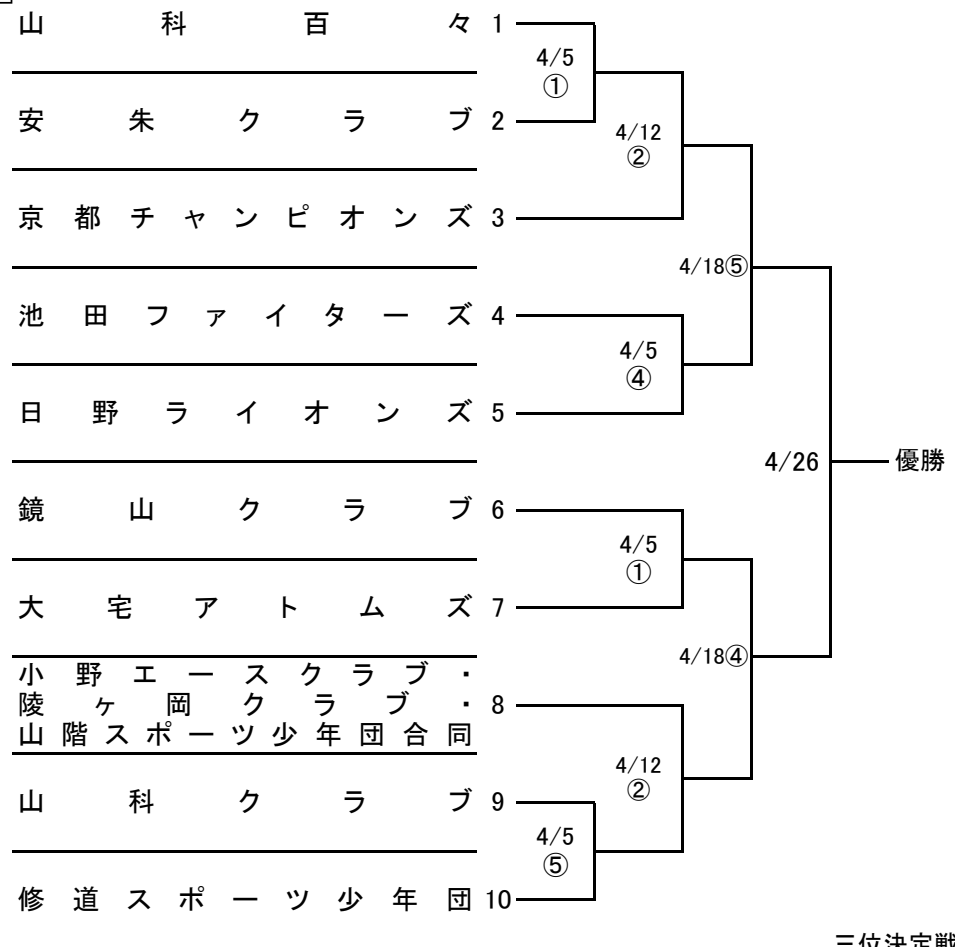 山科百々 1
4/5
①
安朱クラブ 2
4/12
②
京都チャンピオンズ 3
4/18⑤
池田ファイターズ 4
4/5
④
日野ライオンズ 5
4/26 優勝
鏡山クラブ 6
4/5
①
大宅アトムズ 7
4/18④
小野エースクラブ・
陵ヶ岡クラブ・ 8
山階スポーツ少年団合同
4/12
②
山科クラブ 9
4/5
⑤
修道スポーツ少年団 10
三位決定戦